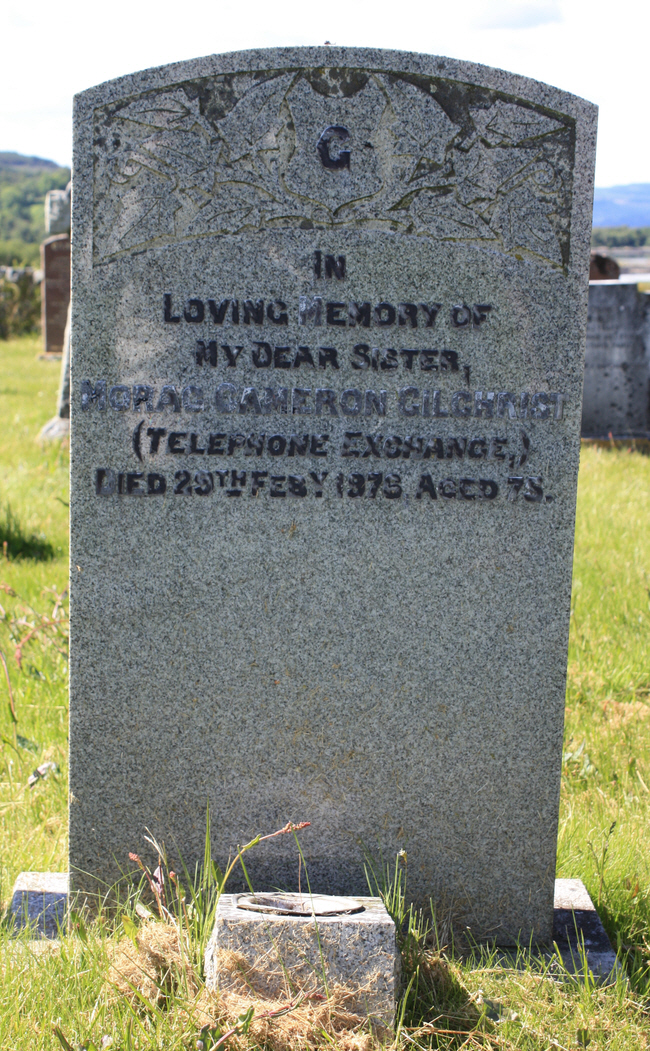 G
IN
LOVING MEMORY OF
MY DEAR SISTER,
MORAG CAMERON GILCHRIST
(TELEPHONE EXCHANGE,)
DIED 29TH FEBY 1976 AGED 75.